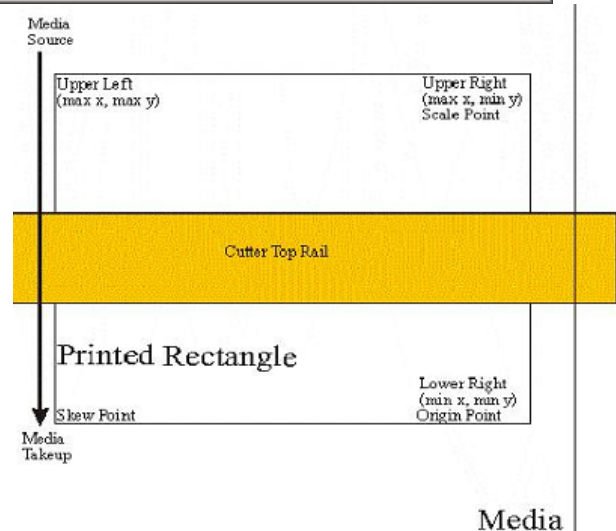 Media
Source
Upper Left
(max x, max y)
Upper Right
(max x, min y)
Scale Point
Cutter Top Rail
Printed Rectangle
Lower Right
(min x, min y)
Origin Point
Skew Point
Media
Takeup
Media